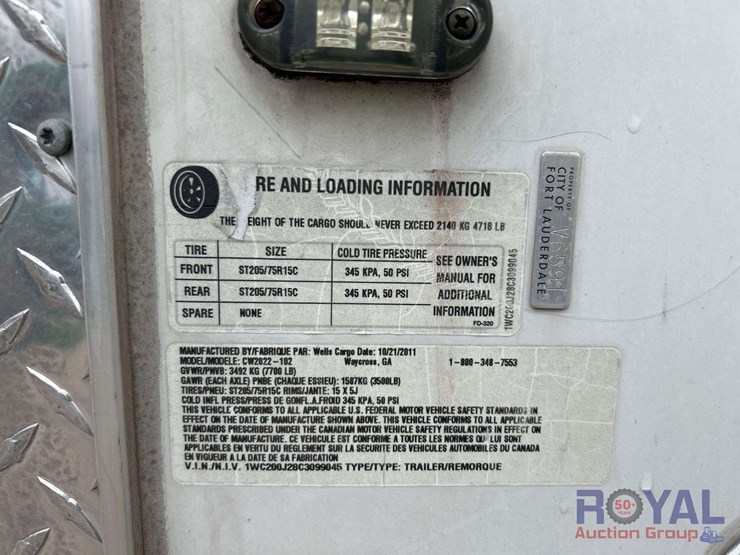 RE AND LOADING INFORMATION
THE WEIGHT OF THE CARGO SHOULD NEVER EXCEED 2140 KG 4718 LB
TIRE SIZE COLD TIRE PRESSURE
FRONT ST205/75R15C 345 KPA, 50 PSI
REAR ST205/75R15C 345 KPA, 50 PSI
SPARE NONE
SEE OWNER'S
MANUAL FOR
ADDITIONAL
INFORMATION
FD-320
1WC200J28C3099045
PROPERTY OF
CITY OF
FORT LAUDERDALE
V6591
MANUFACTURED BY/FABRIQUE PAR: Wells Cargo Date: 10/21/2011
MODEL/MODELE: CW2022-102 Waycross, GA 1-800-348-7553
GVWR/PNVB: 3492 KG (7700 LB)
GAWR (EACH AXLE) PNBE (CHAQUE ESSIEU): 1587KG (3500LB)
TIRES/PNEU: ST205/75R15C RIMS/JANTE: 15 X 5J
COLD INFL PRESS/PRESS DE GONFL.A.FROID 345 KPA, 50 PSI
THIS VEHICLE CONFORMS TO ALL APPLICABLE U.S. FEDERAL MOTOR VEHICLE SAFETY STANDARDS IN
EFFECT ON THE DATE OF MANUFACTURE SHOWN ABOVE. THIS VEHICLE CONFORMS TO ALL APPLICABLE
STANDARDS PRESCRIBED UNDER THE CANADIAN MOTOR VEHICLE SAFETY REGULATIONS IN EFFECT ON THE
DATE OF MANUFACTURE. CE VEHICULE EST CONFORME A TOUTES LES NORMES QU LUI SONT
APPLICABLES EN VERTU DU REGLEMENT SUR LA SECURITE DES VEHICULES AUTOMOBILES DU CANADA
EN VIGUEUR A LA DATE DE SA FABRICATION
V.I.N./N.I.V. 1WC200J28C3099045 TYPE/TYPE: TRAILER/REMORQUE
ROYAL
50+
YEARS
Auction Group